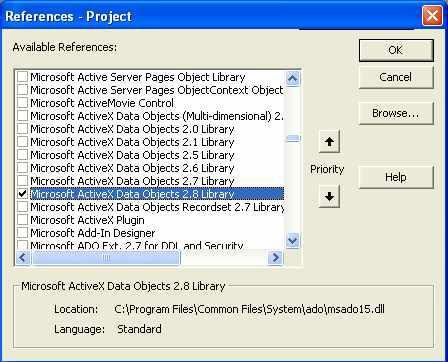 References - Project
Available References:
OK
Microsoft Active Server Pages Object Library
Microsoft Active Server Pages ObjectContext Object
Cancel
Microsoft ActiveMovie Control
Microsoft ActiveX Data Objects (Multi-dimensional) 2.
Browse...
Microsoft ActiveX Data Objects 2.0 Library
Microsoft ActiveX Data Objects 2.1 Library
Microsoft ActiveX Data Objects 2.5 Library
Microsoft ActiveX Data Objects 2.6 Library
Priority
Microsoft ActiveX Data Objects 2.7 Library
Help
Microsoft ActiveX Data Objects 2.8 Library
Microsoft ActiveX Data Objects Recordset 2.7 Library
Microsoft ActiveX Plugin
Microsoft Add-In Designer
Microsoft ADO Ext. 2.7 for DDL and Security
Microsoft ActiveX Data Objects 2.8 Library
Location: C:\Program Files\Common Files\System\ado\msado15.dll
Language: Standard